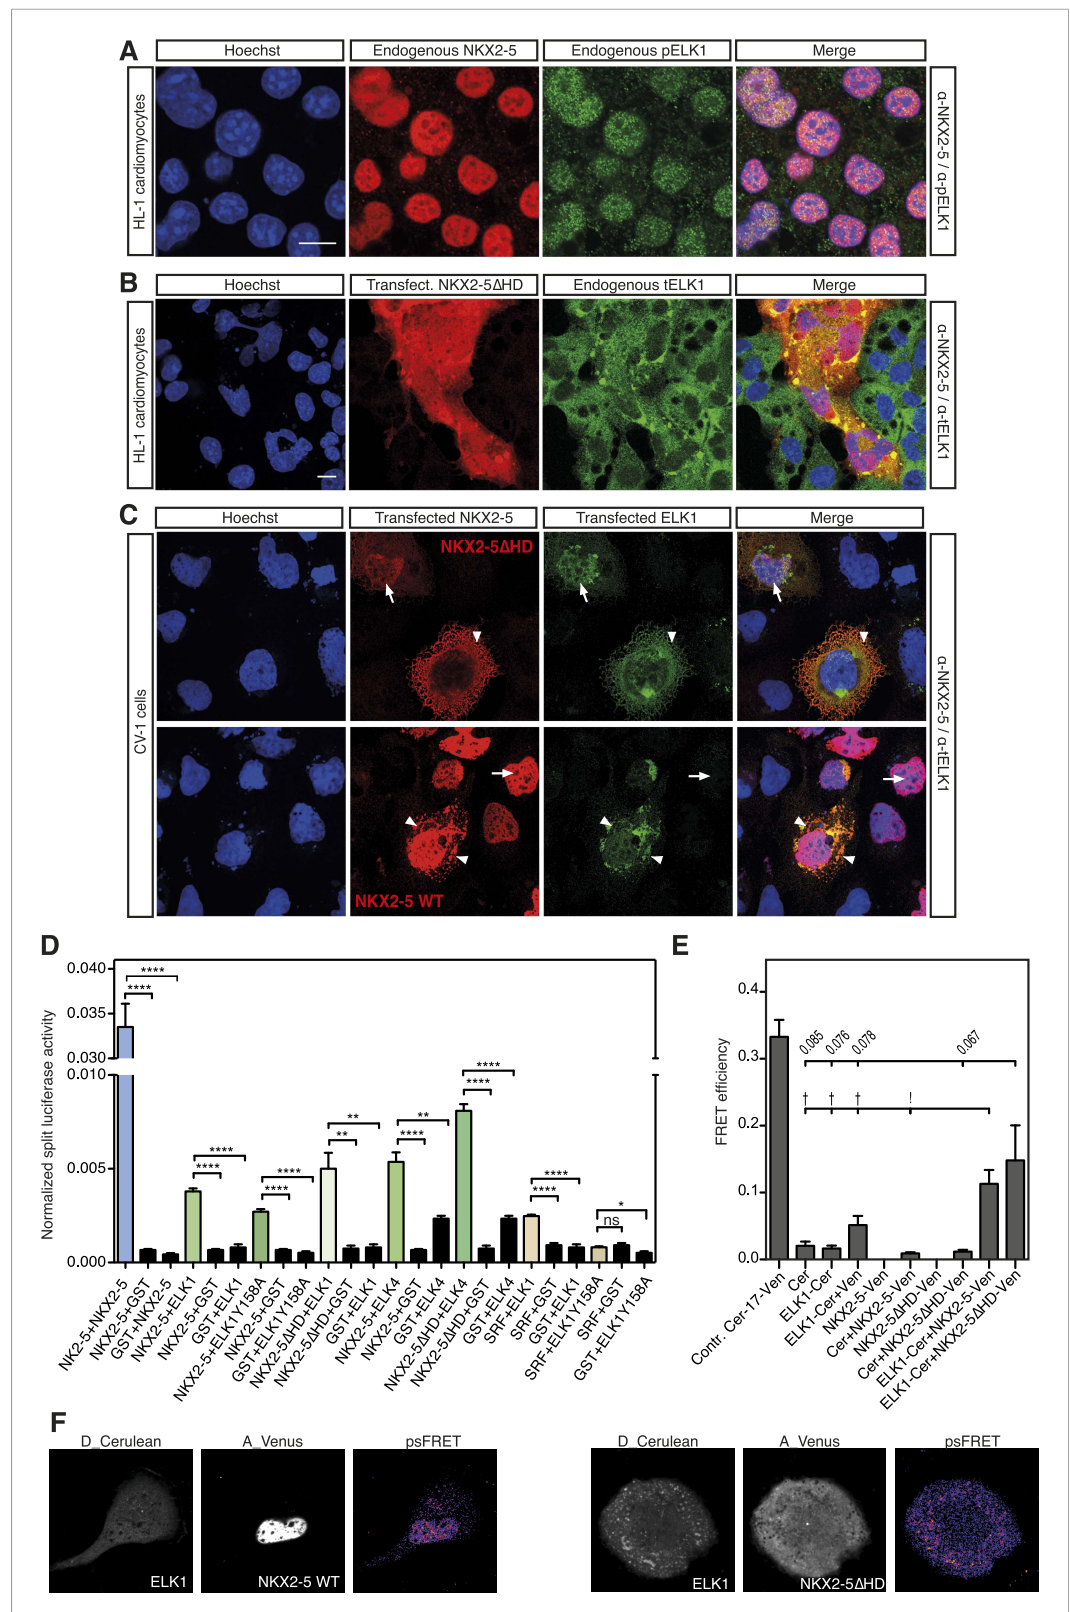 A
Hoechst
Endogenous NKX2-5
Endogenous pELK1
Merge
HL-1 cardiomyocytes
α-NKX2-5 / α-pELK1
B
Hoechst
Transfect. NKX2-5ΔHD
Endogenous tELK1
Merge
HL-1 cardiomyocytes
α-NKX2-5 / α-tELK1
C
Hoechst
Transfected NKX2-5
Transfected ELK1
Merge
CV-1 cells
NKX2-5ΔHD
NKX2-5 WT
α-NKX2-5 / α-tELK1
D
Normalized split luciferase activity
0.040
0.035
0.030
0.010
0.005
0.000
****
****
****
****
****
****
**
**
**
****
****
****
****
****
*
ns
NK2-5+NKX2-5
NKX2-5+GST
GST+NKX2-5
NKX2-5+ELK1
NKX2-5+GST
GST+ELK1
NKX2-5+ELK1Y158A
NKX2-5+GST
GST+ELK1Y158A
NKX2-5ΔHD+ELK1
NKX2-5ΔHD+GST
GST+ELK1
NKX2-5+ELK4
NKX2-5+GST
GST+ELK4
NKX2-5ΔHD+ELK4
NKX2-5ΔHD+GST
GST+ELK4
SRF+ELK1
SRF+GST
GST+ELK1
SRF+ELK1Y158A
SRF+GST
GST+ELK1Y158A
E
FRET efficiency
0.4
0.3
0.2
0.1
0.0
0.085
0.076
0.078
0.067
†
†
†
!
Contr. Cer-17-Ven
Cer
ELK1-Cer
ELK1-Cer+Ven
NKX2-5-Ven
Cer+NKX2-5-Ven
NKX2-5ΔHD-Ven
Cer+NKX2-5ΔHD-Ven
ELK1-Cer+NKX2-5-Ven
ELK1-Cer+NKX2-5ΔHD-Ven
F
D_Cerulean
A_Venus
psFRET
D_Cerulean
A_Venus
psFRET
ELK1
NKX2-5 WT
ELK1
NKX2-5ΔHD